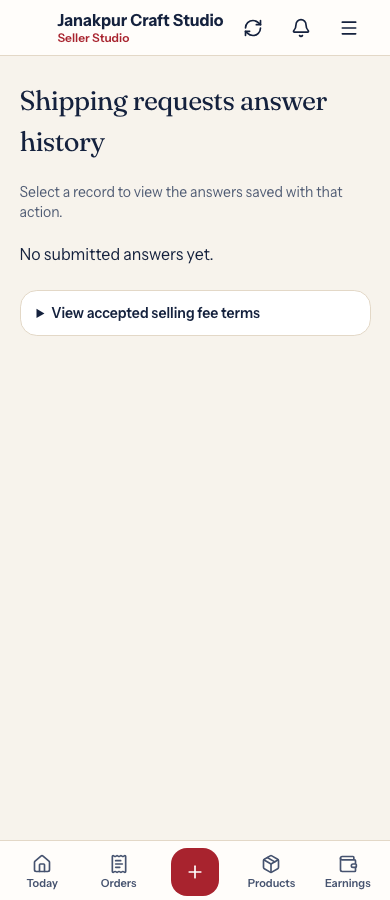 Janakpur Craft Studio
Seller Studio
Shipping requests answer
history
Select a record to view the answers saved with that
action.
No submitted answers yet.
View accepted selling fee terms
Today
Orders
Products
Earnings